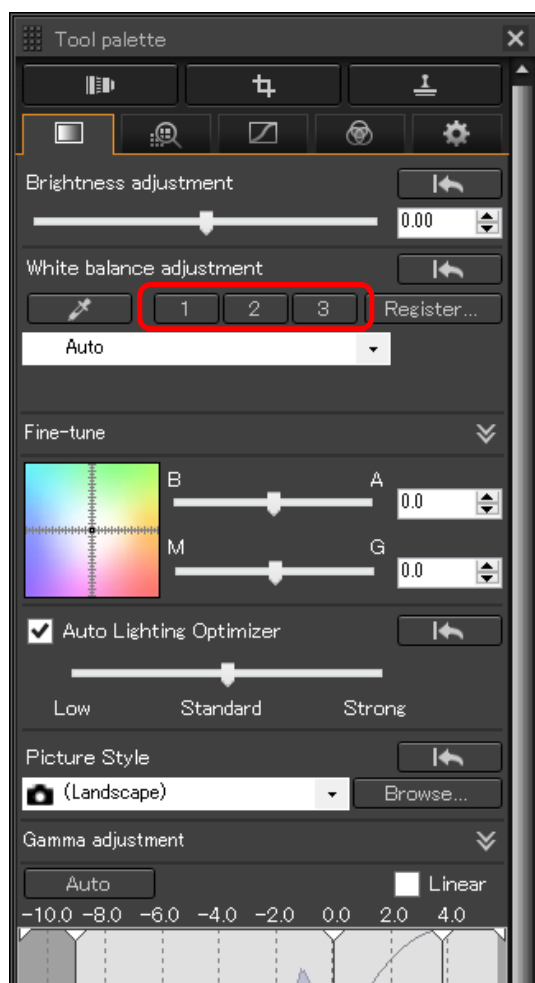 Tool palette
Brightness adjustment
0.00
White balance adjustment
1 2 3 Register...
Auto
Fine-tune
B A
0.0
M G
0.0
Auto Lighting Optimizer
Low Standard Strong
Picture Style
(Landscape) Browse...
Gamma adjustment
Auto Linear
-10.0 -8.0 -6.0 -4.0 -2.0 0.0 2.0 4.0